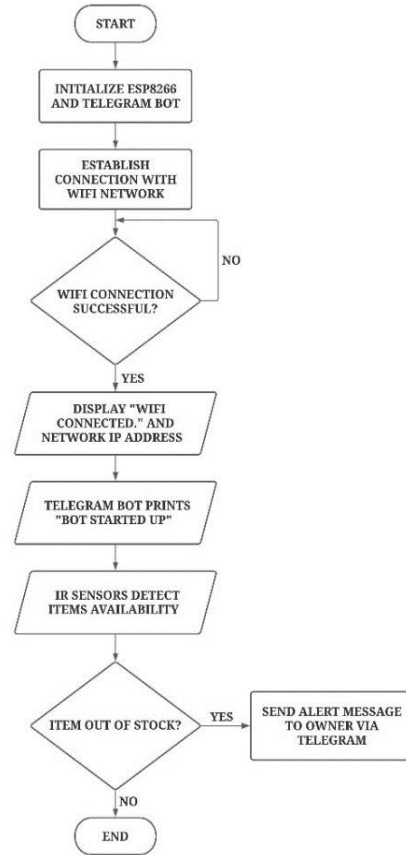 START
INITIALIZE ESP8266
AND TELEGRAM BOT
ESTABLISH
CONNECTION WITH
WIFI NETWORK
NO
WIFI CONNECTION
SUCCESSFUL?
YES
DISPLAY "WIFI
CONNECTED." AND
NETWORK IP ADDRESS
TELEGRAM BOT PRINTS
"BOT STARTED UP"
IR SENSORS DETECT
ITEMS AVAILABILITY
ITEM OUT OF STOCK?
YES
SEND ALERT MESSAGE
TO OWNER VIA
TELEGRAM
NO
END